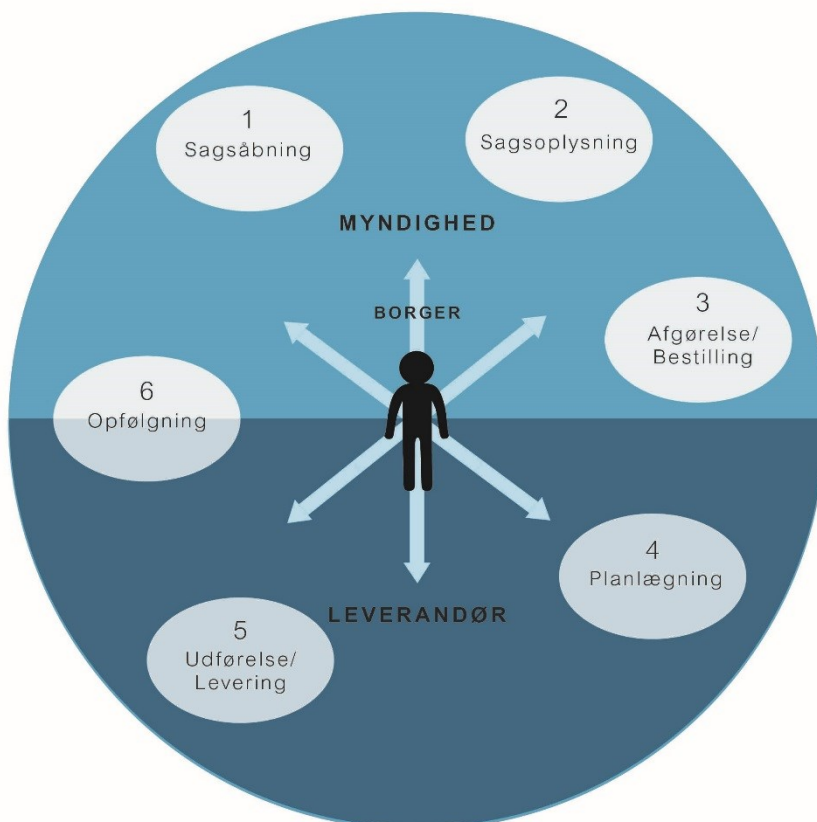 1
Sagsåbning
2
Sagsoplysning
MYNDIGHED
BORGER
3
Afgørelse/
Bestilling
6
Opfølgning
4
Planlægning
LEVERANDØR
5
Udførelse/
Levering